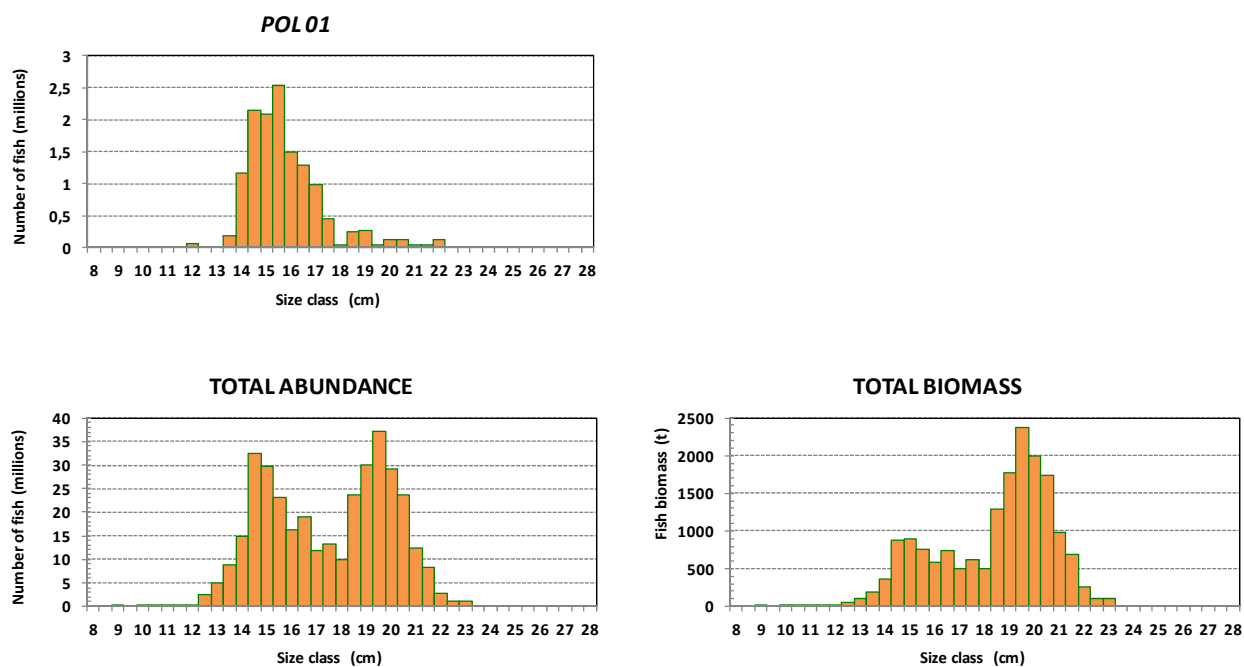 POL 01
Number of fish (millions)
3
2,5
2
1,5
1
0,5
0
8 9 10 11 12 13 14 15 16 17 18 19 20 21 22 23 24 25 26 27 28
Size class (cm)
TOTAL ABUNDANCE
Number of fish (millions)
40
35
30
25
20
15
10
5
0
8 9 10 11 12 13 14 15 16 17 18 19 20 21 22 23 24 25 26 27 28
Size class (cm)
TOTAL BIOMASS
Fish biomass (t)
2500
2000
1500
1000
500
0
8 9 10 11 12 13 14 15 16 17 18 19 20 21 22 23 24 25 26 27 28
Size class (cm)